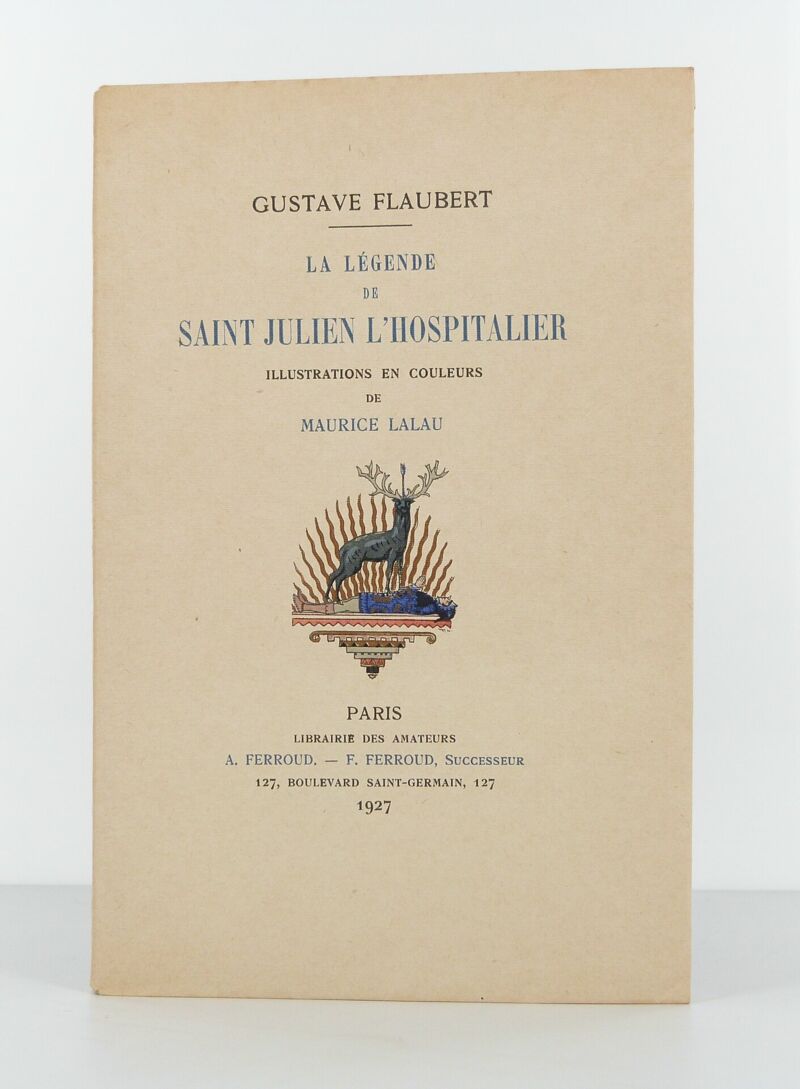 GUSTAVE FLAUBERT
LA LÉGENDE
DE
SAINT JULIEN L'HOSPITALIER
ILLUSTRATIONS EN COULEURS
DE
MAURICE LALAU
PARIS
LIBRAIRIE DES AMATEURS
A. FERROUD. — F. FERROUD, SUCCESSEUR
127, BOULEVARD SAINT-GERMAIN, 127
1927